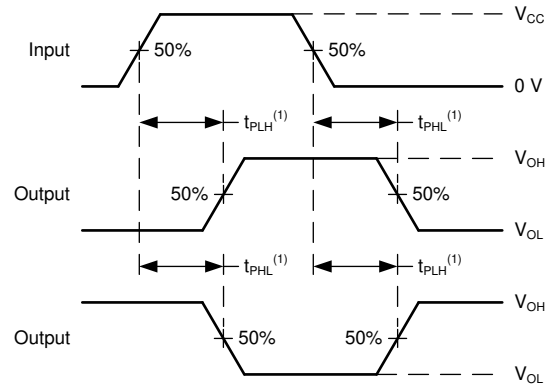 V_CC
Input 50% 50%
0 V
t_PLH^(1) t_PHL^(1)
V_OH
Output 50% 50%
V_OL
t_PHL^(1) t_PLH^(1)
V_OH
Output 50% 50%
V_OL